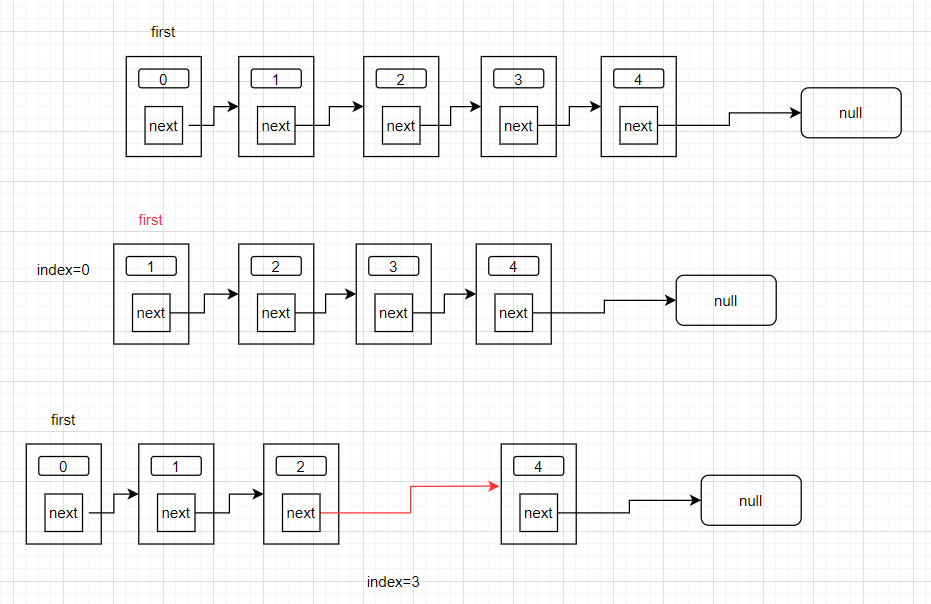 first
0 1 2 3 4
next next next next next null
first
index=0 1 2 3 4
next next next next null
first
0 1 2 4
next next next next null
index=3